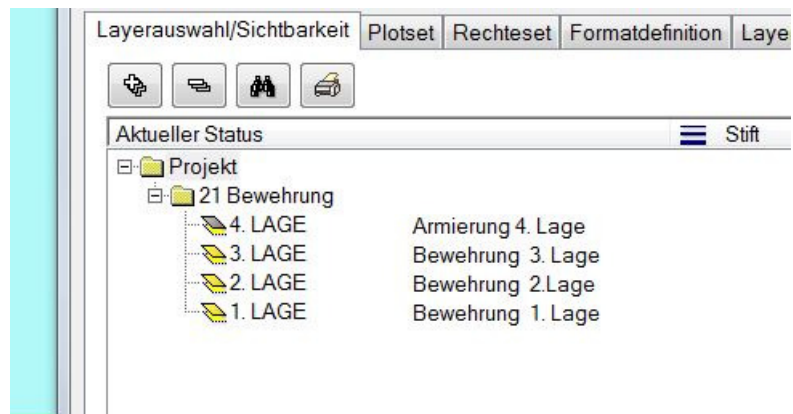 Layerauswahl/Sichtbarkeit Plotset Rechteset Formatdefinition Laye
Aktueller Status Stift
Projekt
21 Bewehrung
4. LAGE Armierung 4. Lage
3. LAGE Bewehrung 3. Lage
2. LAGE Bewehrung 2.Lage
1. LAGE Bewehrung 1. Lage